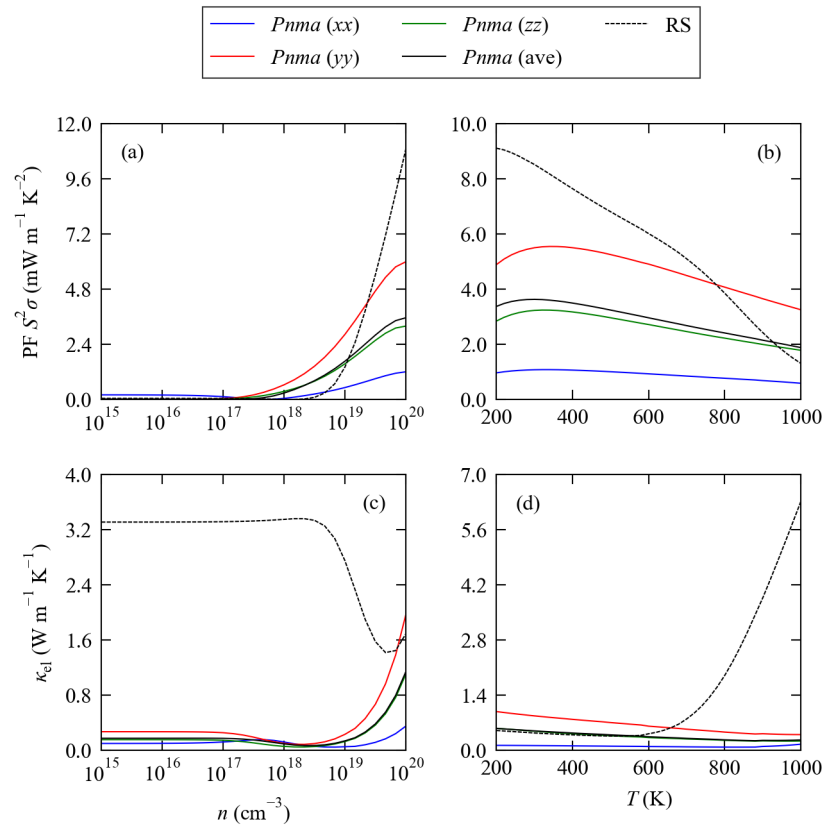 Pnma (xx) Pnma (zz) RS
Pnma (yy) Pnma (ave)
(a)
PF S² σ (mW m⁻¹ K⁻²)
12.0
9.6
7.2
4.8
2.4
0.0
10¹⁵ 10¹⁶ 10¹⁷ 10¹⁸ 10¹⁹ 10²⁰
(b)
10.0
8.0
6.0
4.0
2.0
0.0
200 400 600 800 1000
(c)
κel (W m⁻¹ K⁻¹)
4.0
3.2
2.4
1.6
0.8
0.0
10¹⁵ 10¹⁶ 10¹⁷ 10¹⁸ 10¹⁹ 10²⁰
n (cm⁻³)
(d)
7.0
5.6
4.2
2.8
1.4
0.0
200 400 600 800 1000
T (K)